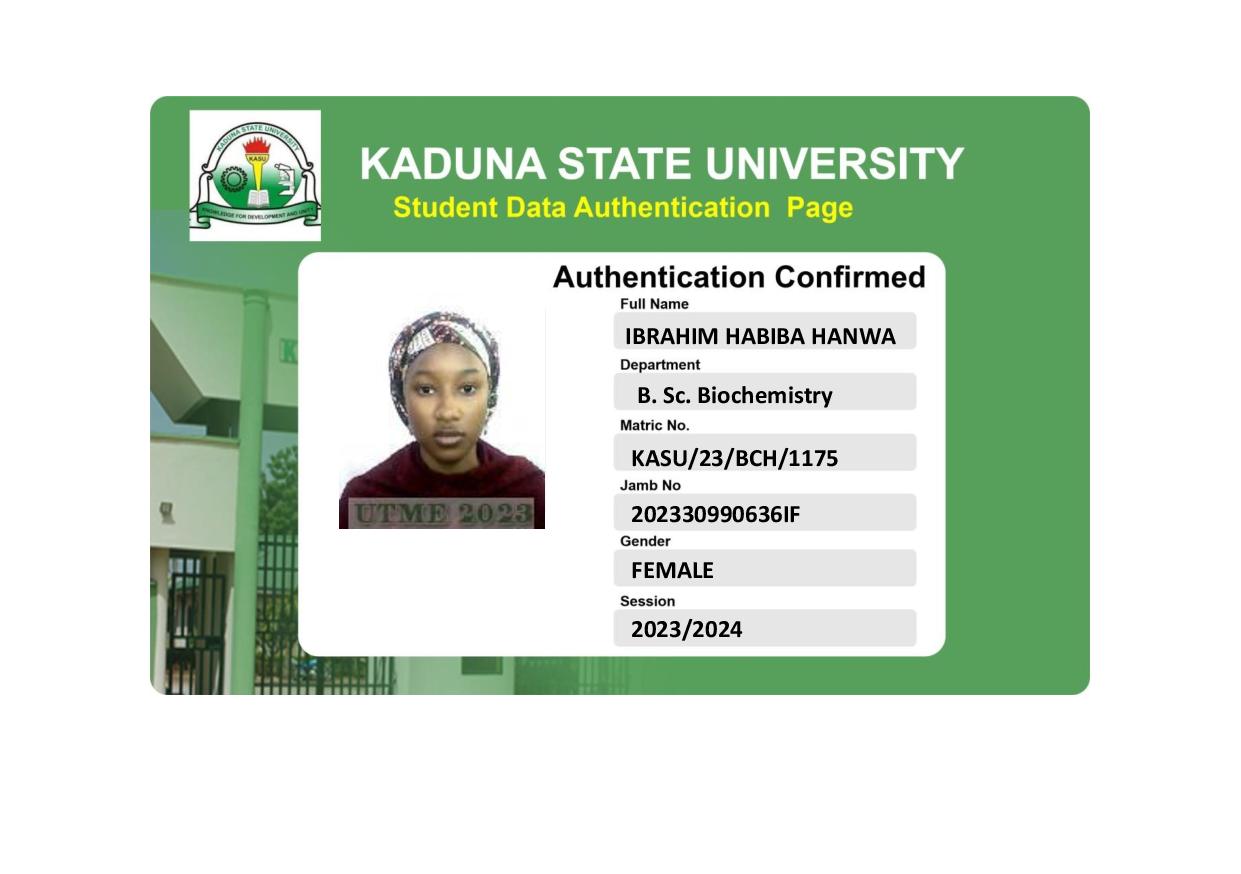 KADUNA STATE UNIVERSITY
KASU
KNOWLEDGE FOR DEVELOPMENT AND UNITY
KADUNA STATE UNIVERSITY
Student Data Authentication Page
Authentication Confirmed
Full Name
IBRAHIM HABIBA HANWA
Department
B. Sc. Biochemistry
Matric No.
KASU/23/BCH/1175
Jamb No
202330990636IF
Gender
FEMALE
Session
2023/2024
UTME 2023
K